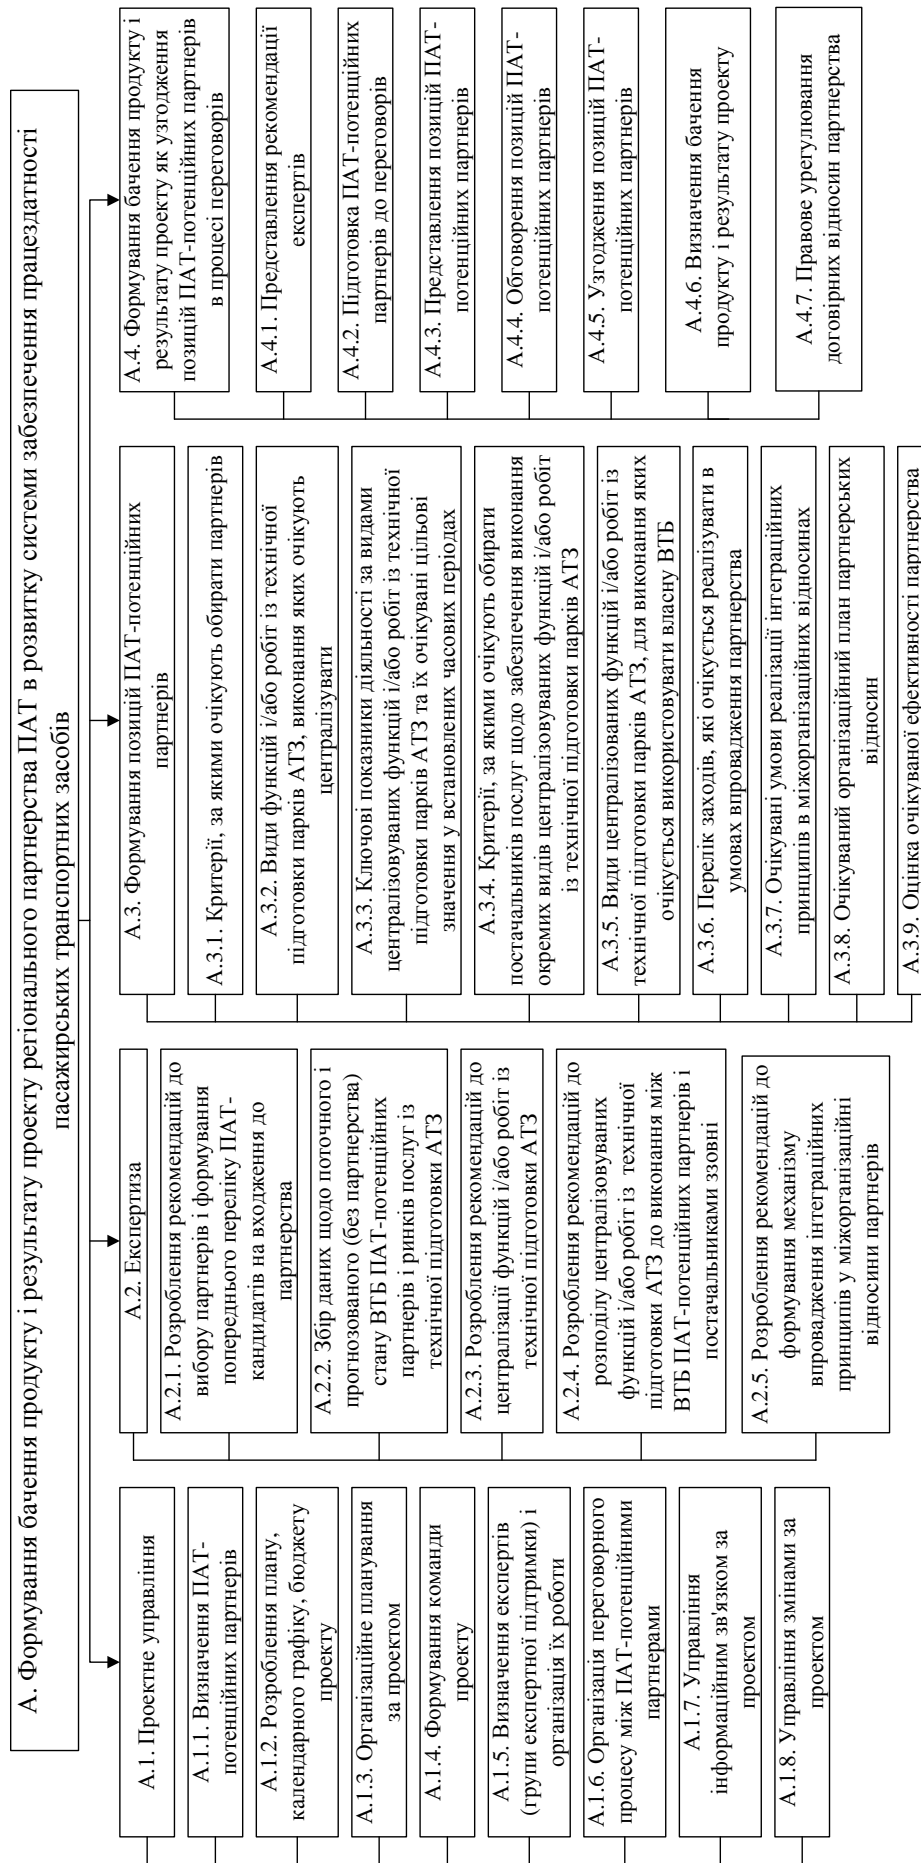 А. Формування бачення продукту і результату проекту регіонального партнерства ПАТ в розвитку системи забезпечення працездатності
пасажирських транспортних засобів
А.1. Проектне управління
А.1.1. Визначення ПАТ-
потенційних партнерів
А.1.2. Розроблення плану,
календарного графіку, бюджету
проекту
А.1.3. Організаційне планування
за проектом
А.1.4. Формування команди
проекту
А.1.5. Визначення експертів
(групи експертної підтримки) і
організація їх роботи
А.1.6. Організація переговорного
процесу між ПАТ-потенційними
партнерами
А.1.7. Управління
інформаційним зв'язком за
проектом
А.1.8. Управління змінами за
проектом
А.2. Експертиза
А.2.1. Розроблення рекомендацій до
вибору партнерів і формування
попереднього переліку ПАТ-
кандидатів на входження до
партнерства
А.2.2. Збір даних щодо поточного і
прогнозованого (без партнерства)
стану ВТБ ПАТ-потенційних
партнерів і ринків послуг із
технічної підготовки АТЗ
А.2.3. Розроблення рекомендацій до
централізації функцій і/або робіт із
технічної підготовки АТЗ
А.2.4. Розроблення рекомендацій до
розподілу централізовуваних
функцій і/або робіт із технічної
підготовки АТЗ до виконання між
ВТБ ПАТ-потенційних партнерів і
постачальниками ззовні
А.2.5. Розроблення рекомендацій до
формування механізму
впровадження інтеграційних
принципів у міжорганізаційні
відносини партнерів
А.3. Формування позицій ПАТ-потенційних
партнерів
А.3.1. Критерії, за якими очікують обирати партнерів
А.3.2. Види функцій і/або робіт із технічної
підготовки парків АТЗ, виконання яких очікують
централізувати
А.3.3. Ключові показники діяльності за видами
централізовуваних функцій і/або робіт із технічної
підготовки парків АТЗ та їх очікувані цільові
значення у встановлених часових періодах
А.3.4. Критерії, за якими очікують обирати
постачальників послуг щодо забезпечення виконання
окремих видів централізовуваних функцій і/або робіт
із технічної підготовки парків АТЗ
А.3.5. Види централізованих функцій і/або робіт із
технічної підготовки парків АТЗ, для виконання яких
очікується використовувати власну ВТБ
А.3.6. Перелік заходів, які очікується реалізувати в
умовах впровадження партнерства
А.3.7. Очікувані умови реалізації інтеграційних
принципів в міжорганізаційних відносинах
А.3.8. Очікуваний організаційний план партнерських
відносин
А.3.9. Оцінка очікуваної ефективності партнерства
А.4. Формування бачення продукту і
результату проекту як узгодження
позицій ПАТ-потенційних партнерів
в процесі переговорів
А.4.1. Представлення рекомендації
експертів
А.4.2. Підготовка ПАТ-потенційних
партнерів до переговорів
А.4.3. Представлення позицій ПАТ-
потенційних партнерів
А.4.4. Обговорення позицій ПАТ-
потенційних партнерів
А.4.5. Узгодження позицій ПАТ-
потенційних партнерів
А.4.6. Визначення бачення
продукту і результату проекту
А.4.7. Правове урегулювання
договірних відносин партнерства